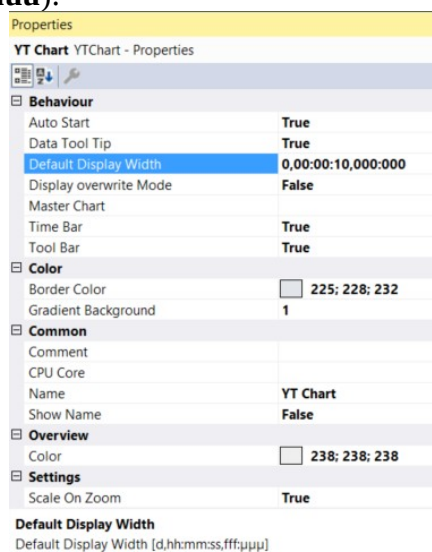 Properties
YT Chart YTChart - Properties
Behaviour
Auto Start True
Data Tool Tip True
Default Display Width 0,00:00:10,000:000
Display overwrite Mode False
Master Chart
Time Bar True
Tool Bar True
Color
Border Color 225; 228; 232
Gradient Background 1
Common
Comment
CPU Core
Name YT Chart
Show Name False
Overview
Color 238; 238; 238
Settings
Scale On Zoom True
Default Display Width
Default Display Width [d,hh:mm:ss,fff:µµµ]